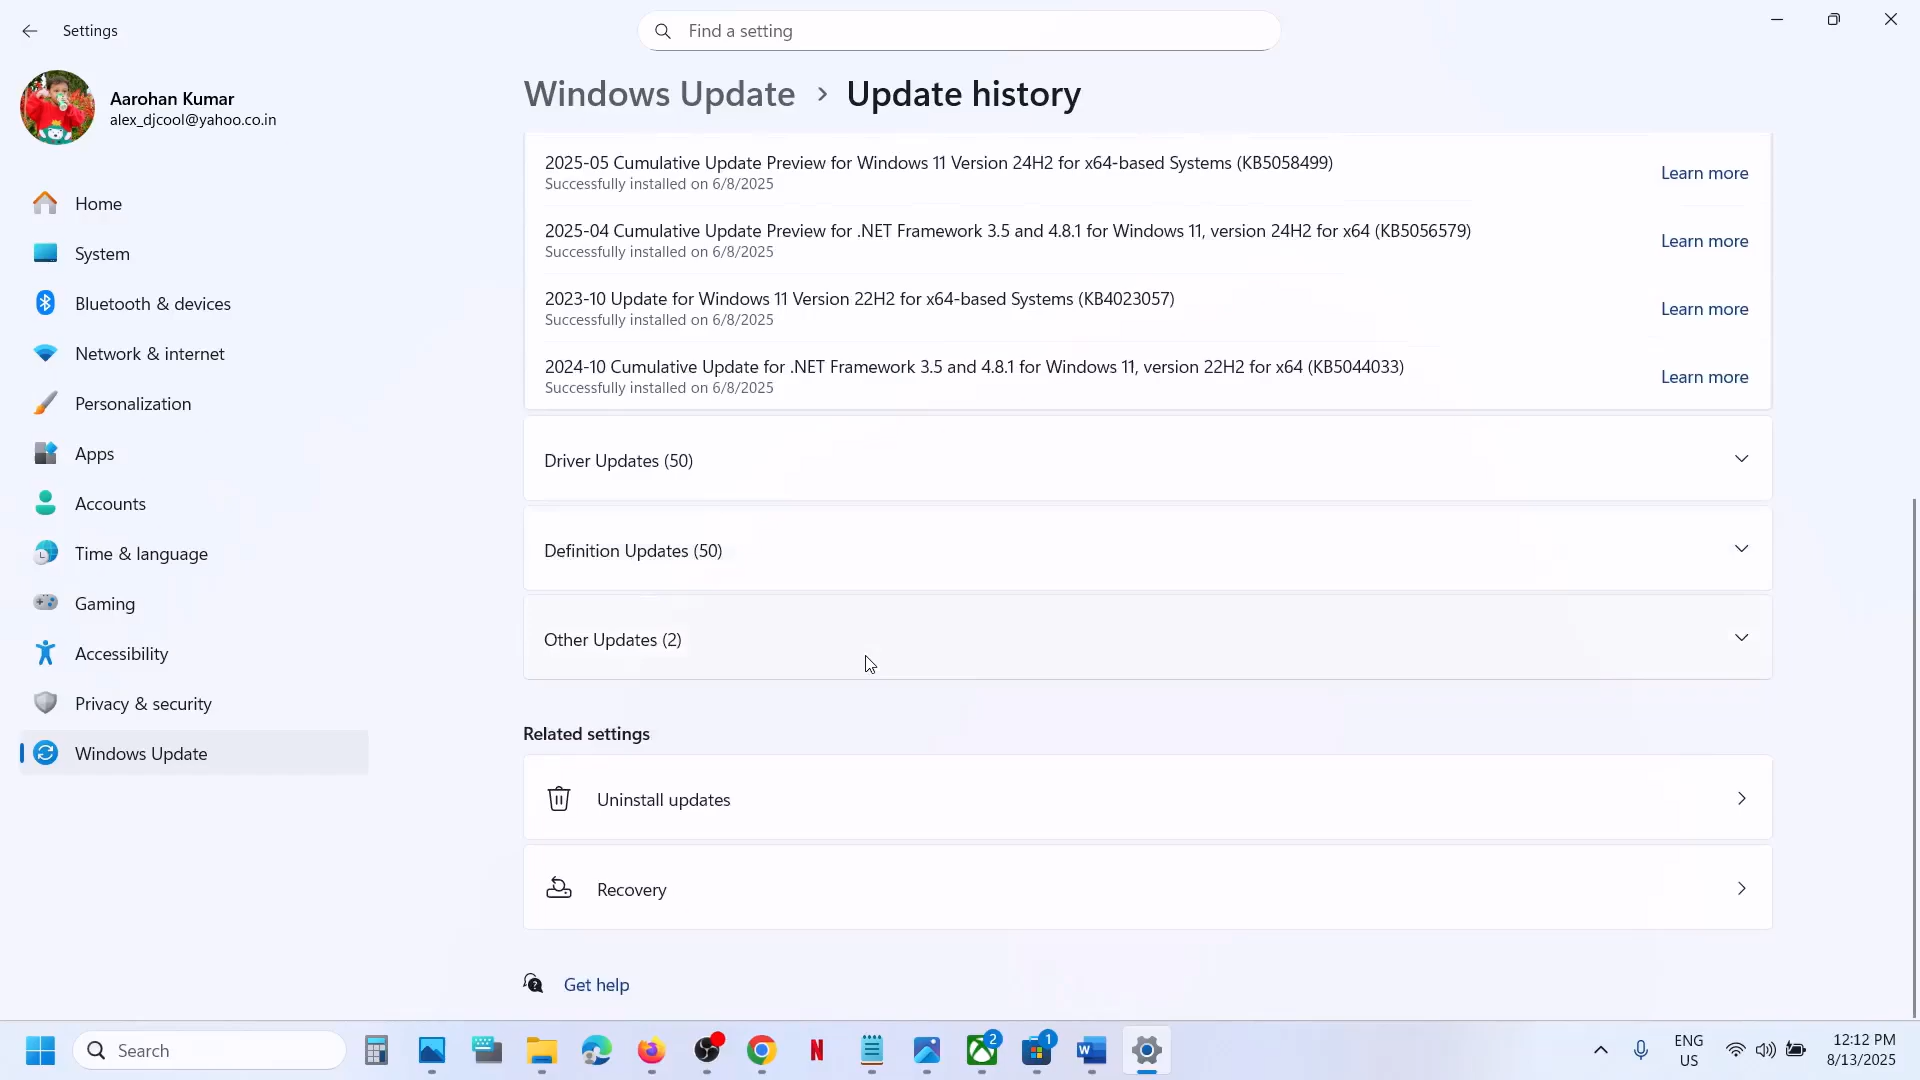 Settings
Find a setting
Aarohan Kumar
alex_djcool@yahoo.co.in
Home
System
Bluetooth & devices
Network & internet
Personalization
Apps
Accounts
Time & language
Gaming
Accessibility
Privacy & security
Windows Update
Windows Update > Update history
2025-05 Cumulative Update Preview for Windows 11 Version 24H2 for x64-based Systems (KB5058499)
Successfully installed on 6/8/2025
Learn more
2025-04 Cumulative Update Preview for .NET Framework 3.5 and 4.8.1 for Windows 11, version 24H2 for x64 (KB5056579)
Successfully installed on 6/8/2025
Learn more
2023-10 Update for Windows 11 Version 22H2 for x64-based Systems (KB4023057)
Successfully installed on 6/8/2025
Learn more
2024-10 Cumulative Update for .NET Framework 3.5 and 4.8.1 for Windows 11, version 22H2 for x64 (KB5044033)
Successfully installed on 6/8/2025
Learn more
Driver Updates (50)
Definition Updates (50)
Other Updates (2)
Related settings
Uninstall updates
Recovery
Get help
Search
N
2
1
W
ENG
US
12:12 PM
8/13/2025